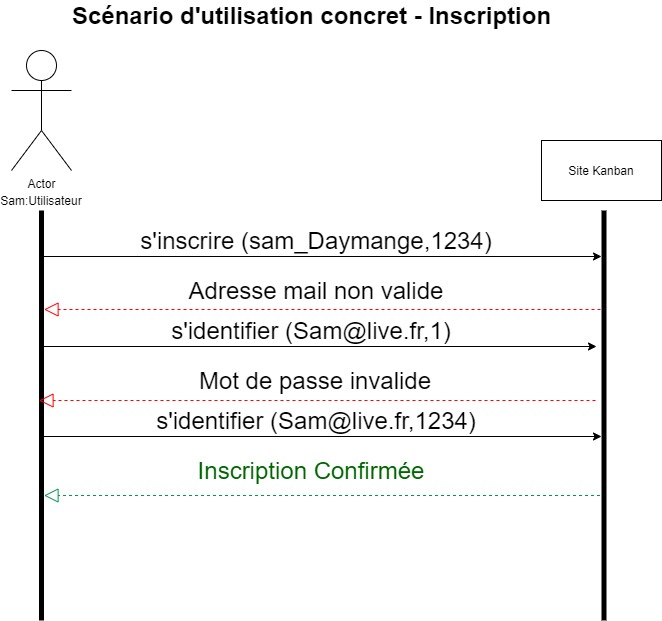 Scénario d'utilisation concret - Inscription
Actor
Sam:Utilisateur
Site Kanban
s'inscrire (sam_Daymange,1234)
Adresse mail non valide
s'identifier (Sam@live.fr,1)
Mot de passe invalide
s'identifier (Sam@live.fr,1234)
Inscription Confirmée